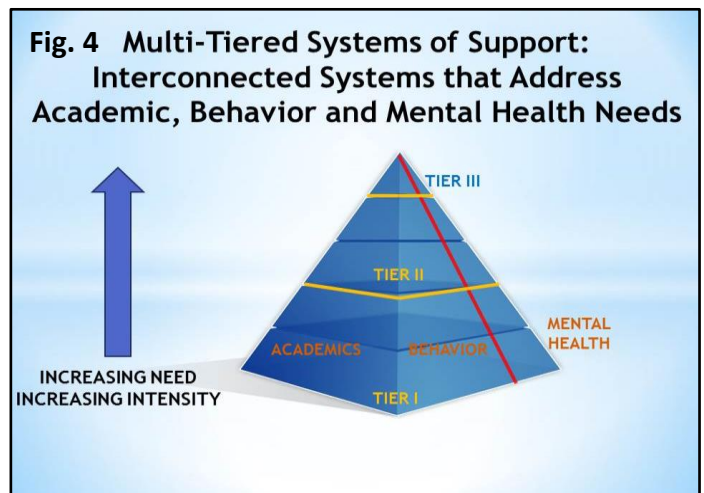 Fig. 4 Multi-Tiered Systems of Support:
Interconnected Systems that Address
Academic, Behavior and Mental Health Needs
TIER III
TIER II
MENTAL
HEALTH
ACADEMICS
BEHAVIOR
INCREASING NEED
INCREASING INTENSITY
TIER I